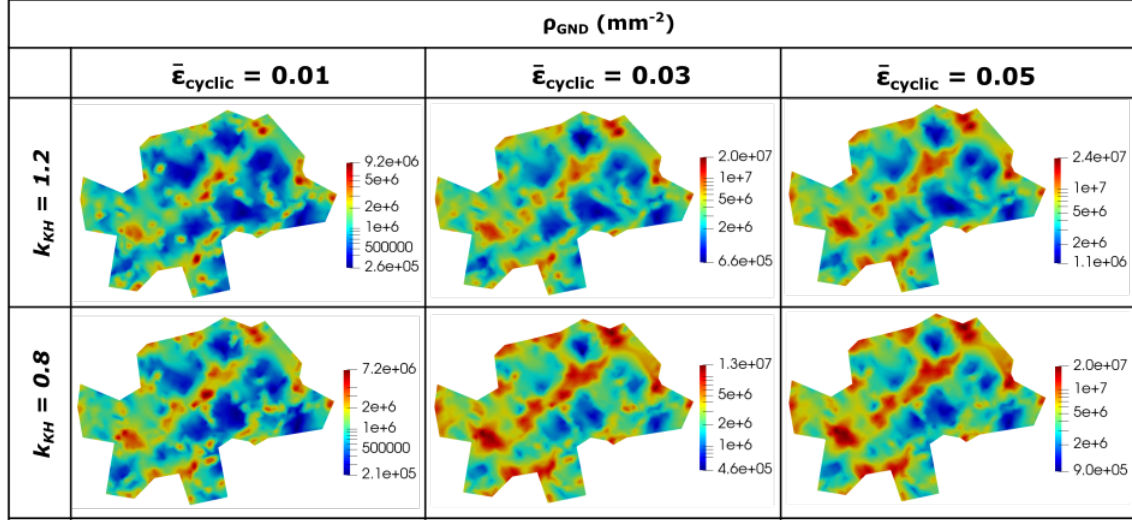 ρGND (mm-2)
ε̄cyclic = 0.01 ε̄cyclic = 0.03 ε̄cyclic = 0.05
kKH = 1.2
9.2e+06
5e+6
2e+6
1e+6
500000
2.6e+05
2.0e+07
1e+7
5e+6
2e+6
6.6e+05
2.4e+07
1e+7
5e+6
2e+6
1.1e+06
kKH = 0.8
7.2e+06
2e+6
1e+6
500000
2.1e+05
1.3e+07
5e+6
2e+6
1e+6
4.6e+05
2.0e+07
1e+7
5e+6
2e+6
9.0e+05